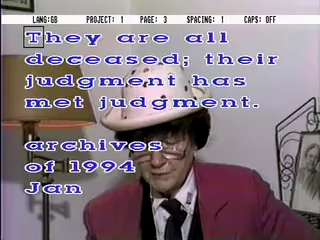 LANG:GB PROJECT: 1 PAGE: 3 SPACING: 1 CAPS: OFF
They are all
deceased; their
judgment has
met judgment.
archives
of 1994
Jan